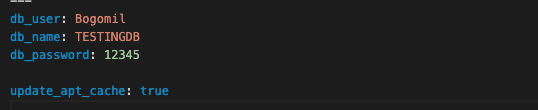 db_user: Bogomil
db_name: TESTINGDB
db_password: 12345
update_apt_cache: true